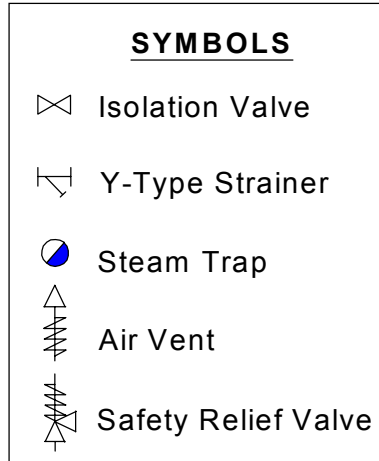 SYMBOLS
Isolation Valve
Y-Type Strainer
Steam Trap
Air Vent
Safety Relief Valve